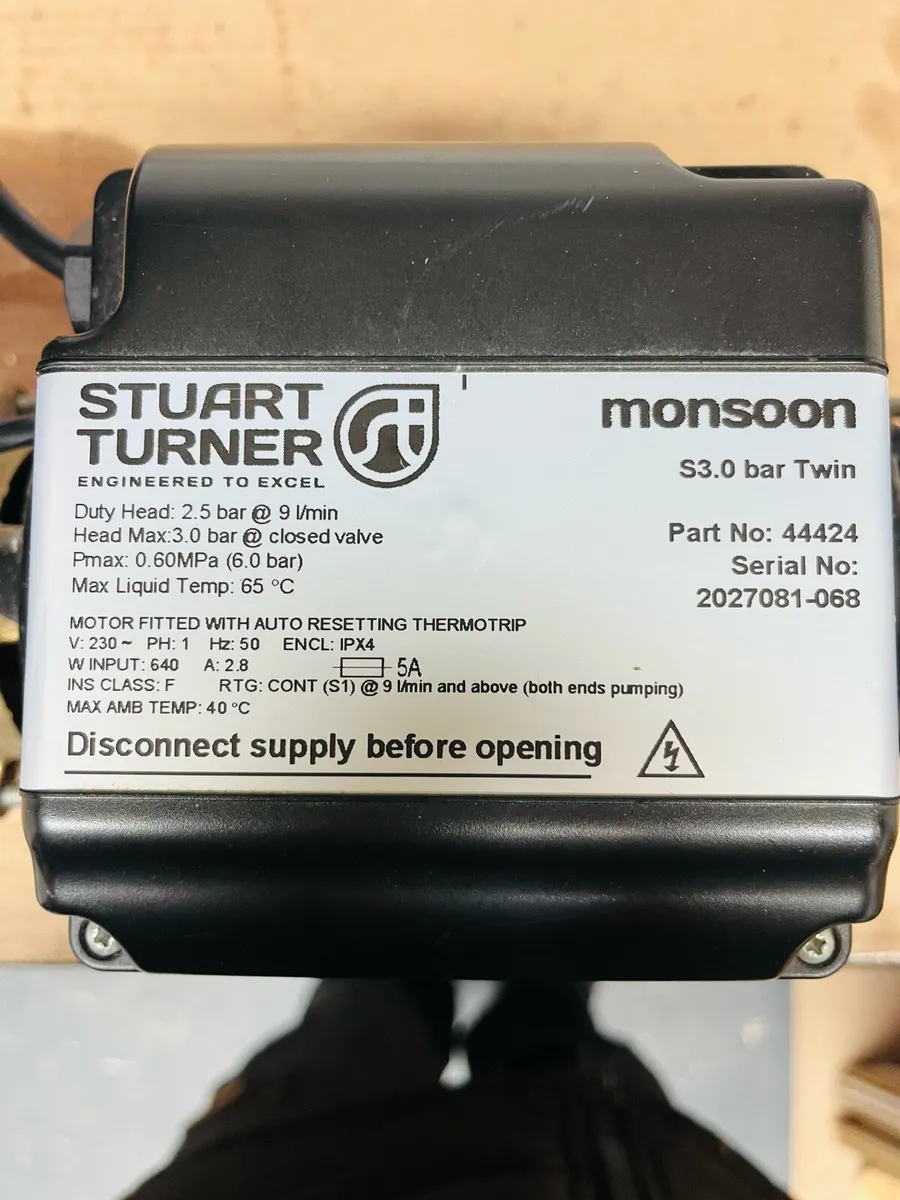 STUART
TURNER
ENGINEERED TO EXCEL
Duty Head: 2.5 bar @ 9 l/min
Head Max:3.0 bar @ closed valve
Pmax: 0.60MPa (6.0 bar)
Max Liquid Temp: 65 °C
monsoon
S3.0 bar Twin
Part No: 44424
Serial No:
2027081-068
MOTOR FITTED WITH AUTO RESETTING THERMOTRIP
V: 230 ~ PH: 1 Hz: 50 ENCL: IPX4
W INPUT: 640 A: 2.8 5A
INS CLASS: F RTG: CONT (S1) @ 9 l/min and above (both ends pumping)
MAX AMB TEMP: 40 °C
Disconnect supply before opening